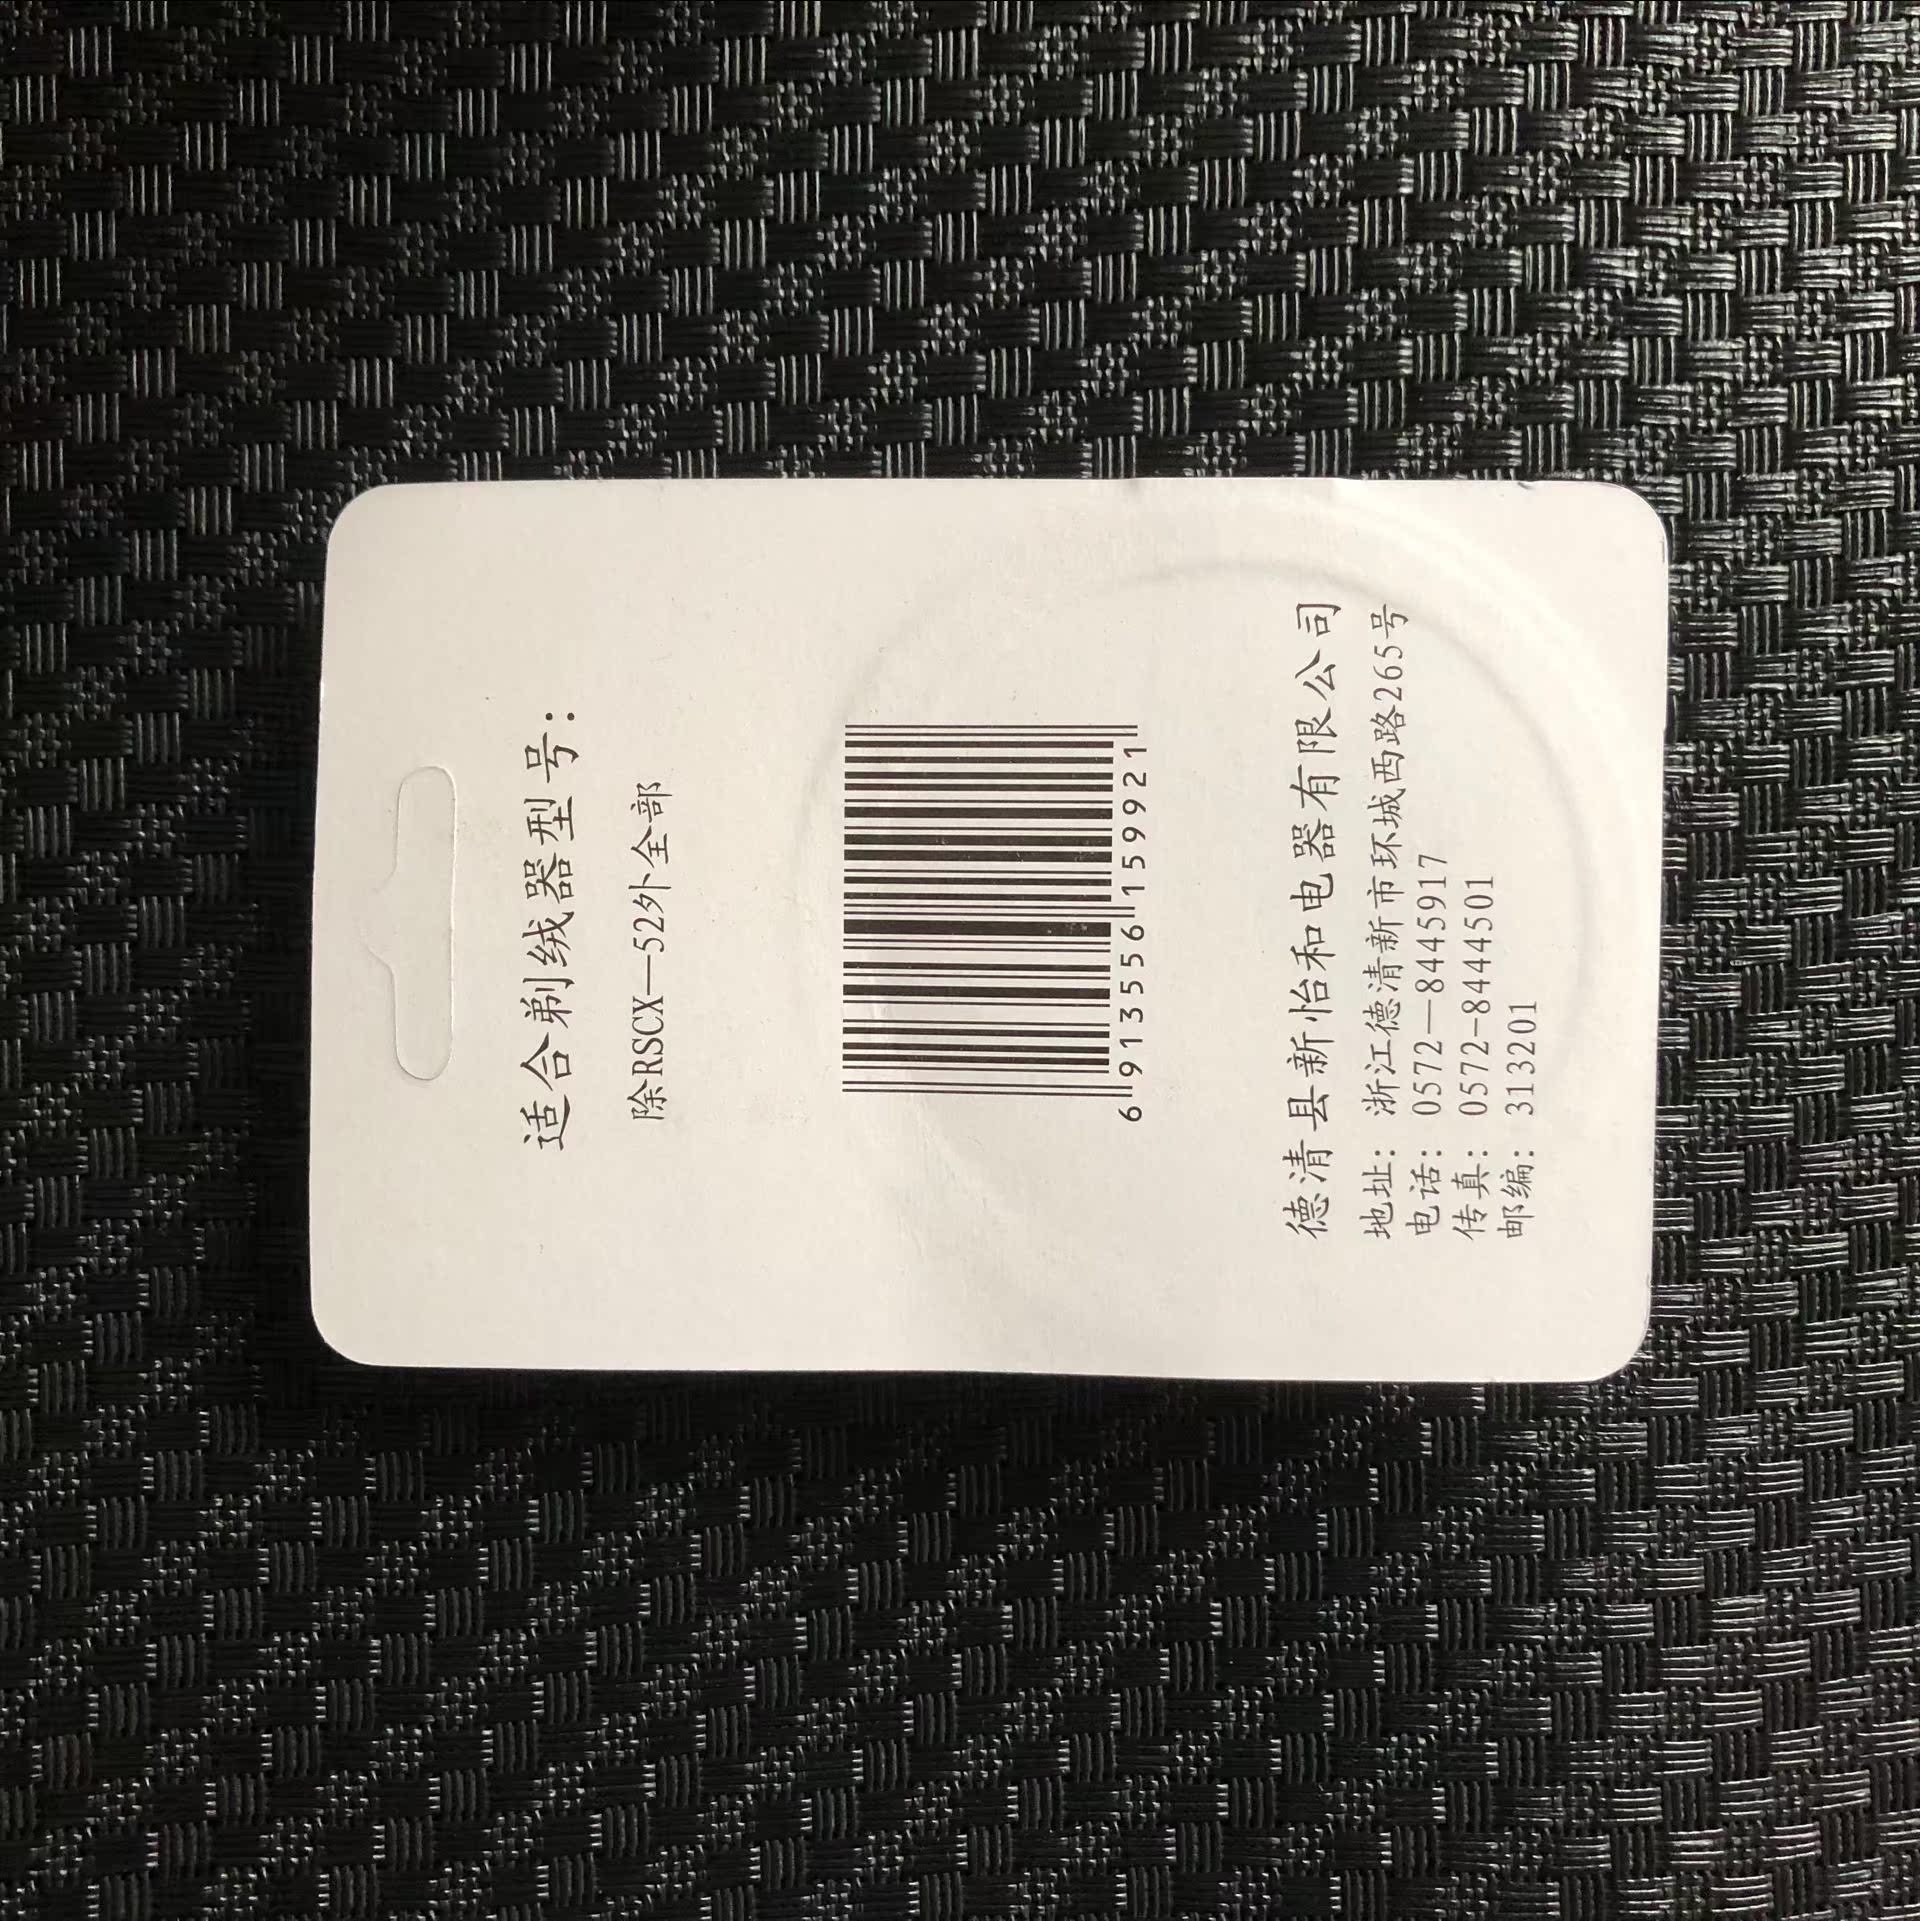 适合剃绒器型号：
除RSCX—52外全部
6913556159921
德清县新怡和电器有限公司
地址：浙江德清新市环城西路265号
电话：0572—8445917
传真：0572-8444501
邮编：313201